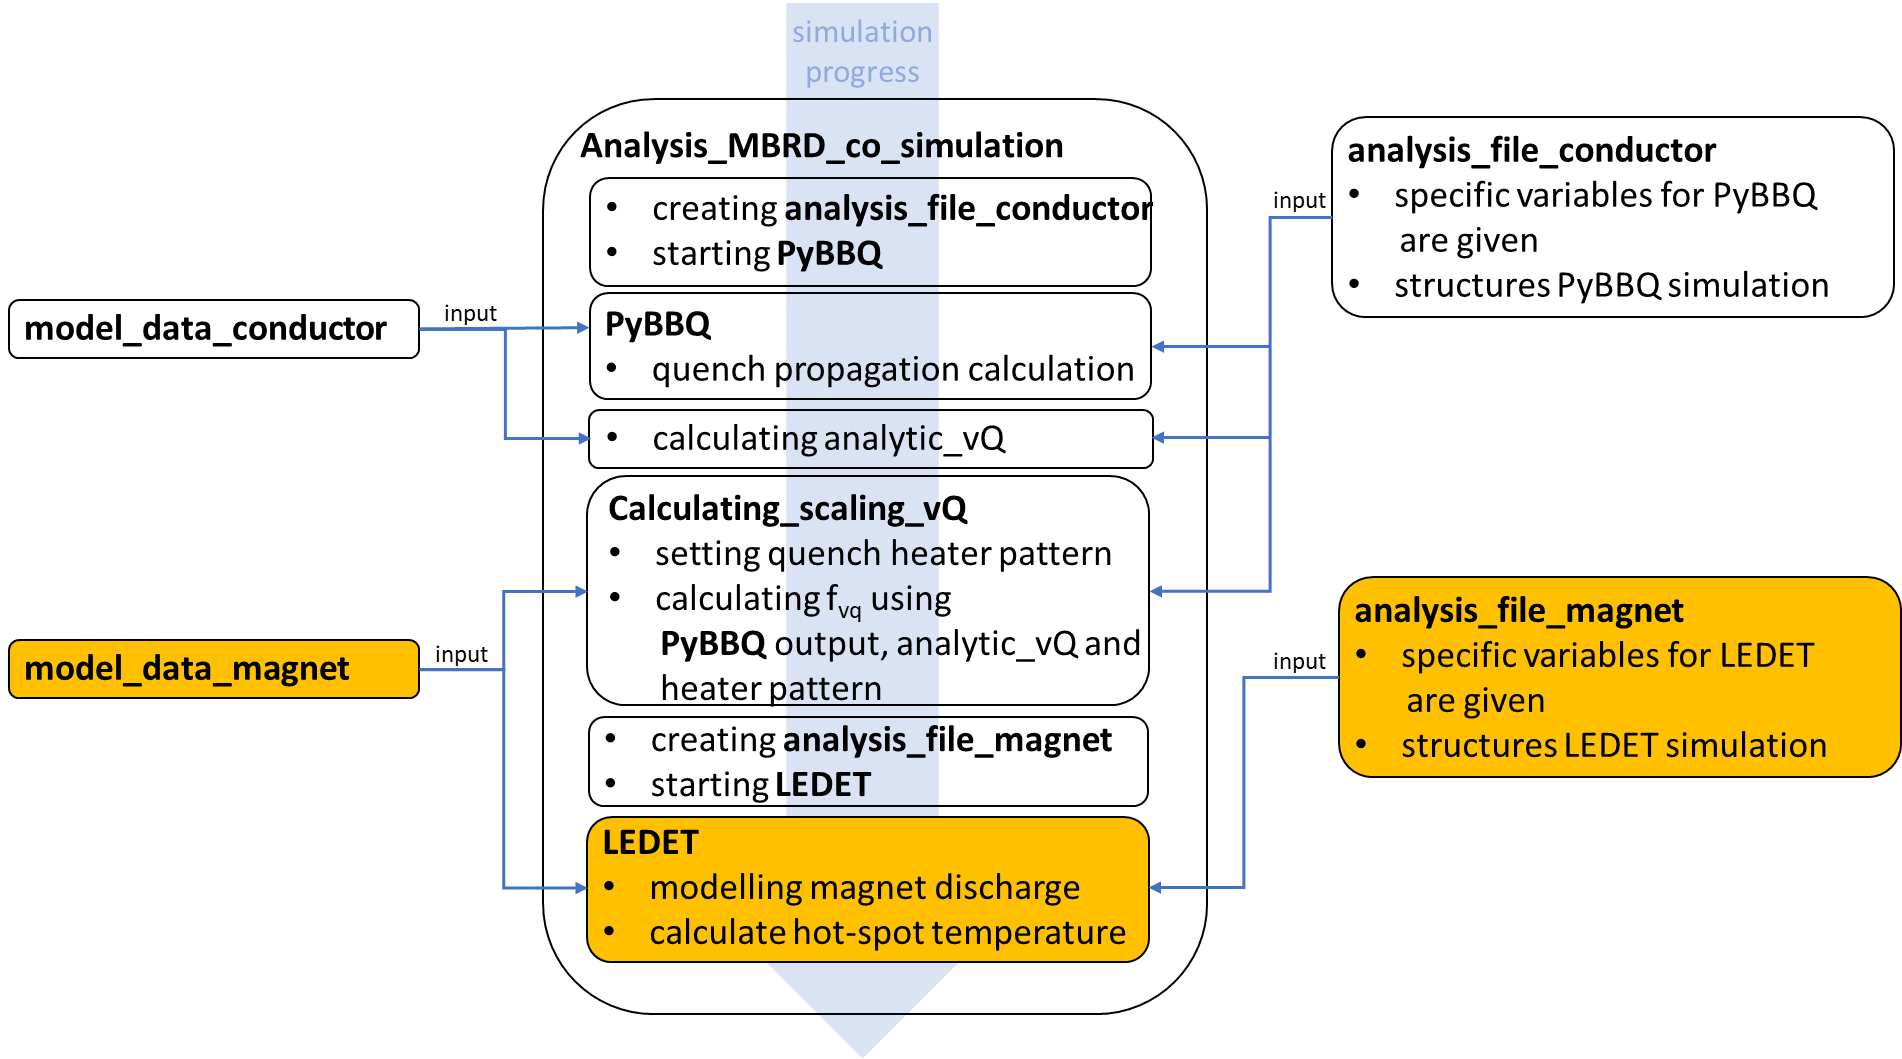 simulation
progress
Analysis_MBRD_co_simulation
• creating analysis_file_conductor
• starting PyBBQ
model_data_conductor
input
PyBBQ
• quench propagation calculation
• calculating analytic_vQ
Calculating_scaling_vQ
• setting quench heater pattern
• calculating fvq using
PyBBQ output, analytic_vQ and
heater pattern
model_data_magnet
input
• creating analysis_file_magnet
• starting LEDET
LEDET
• modelling magnet discharge
• calculate hot-spot temperature
input
analysis_file_conductor
• specific variables for PyBBQ
are given
• structures PyBBQ simulation
input
analysis_file_magnet
• specific variables for LEDET
are given
• structures LEDET simulation